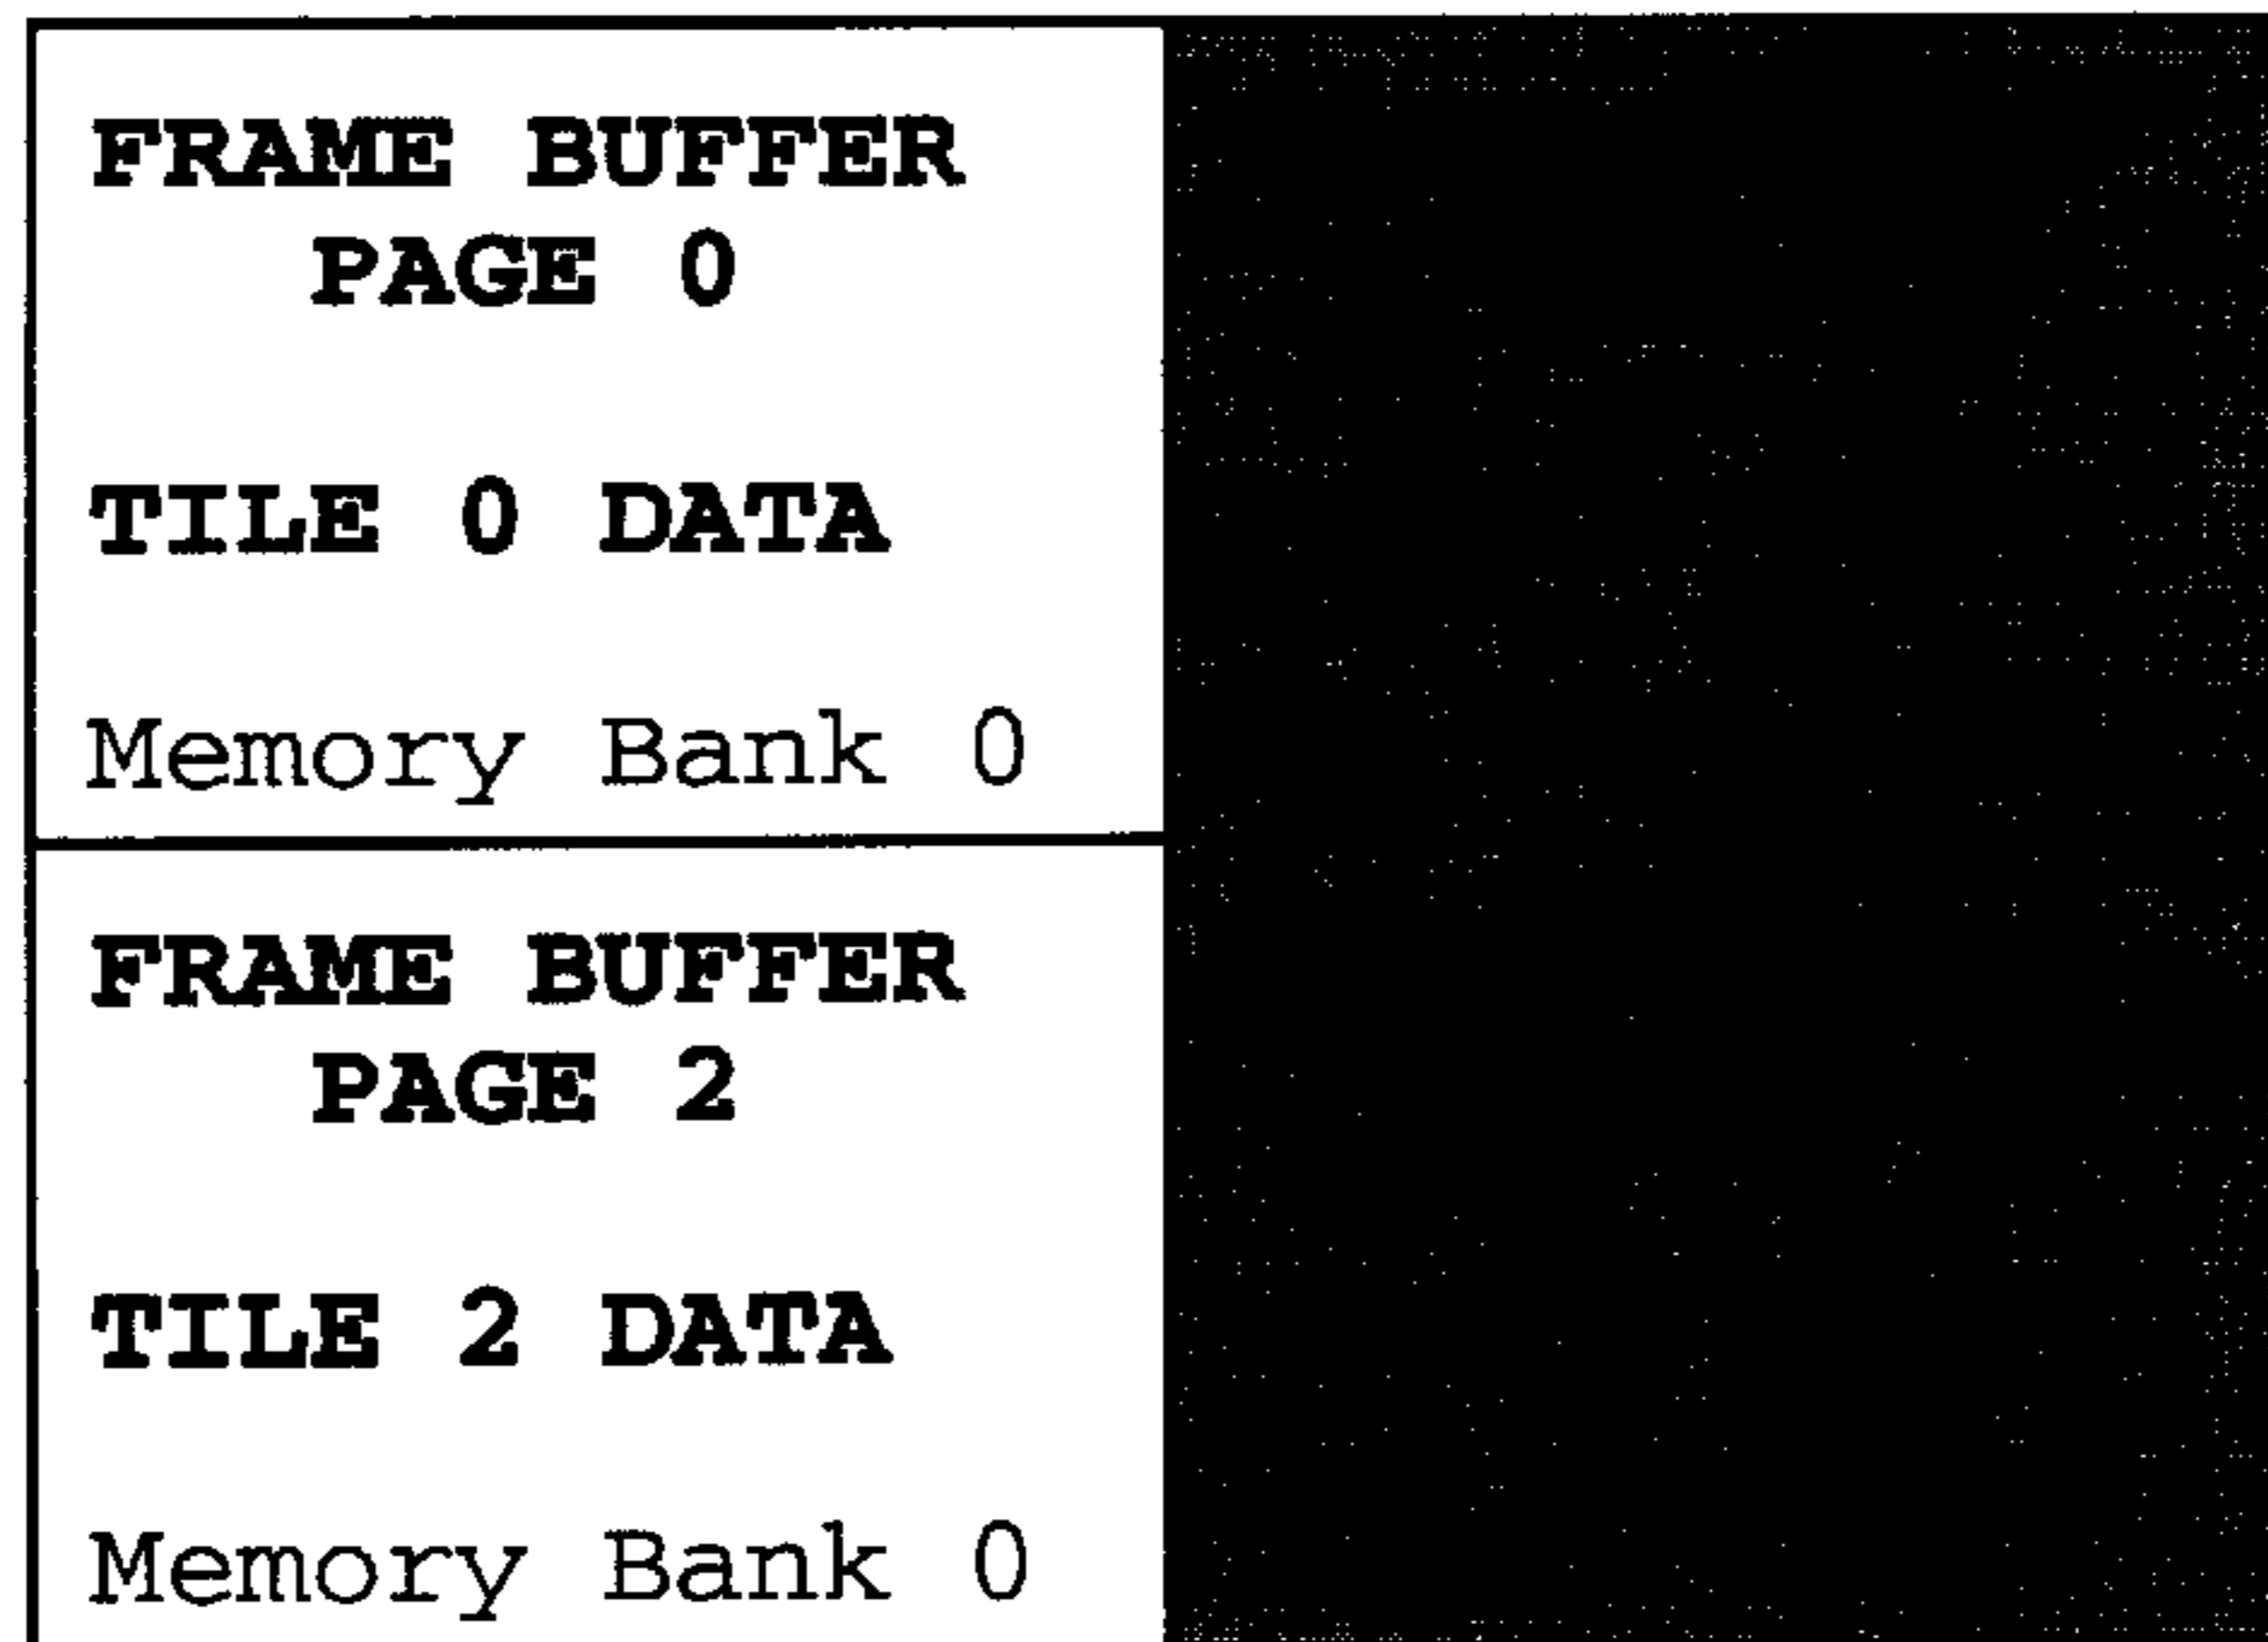 FRAME BUFFER
PAGE 0
TILE 0 DATA
Memory Bank 0
FRAME BUFFER
PAGE 2
TILE 2 DATA
Memory Bank 0